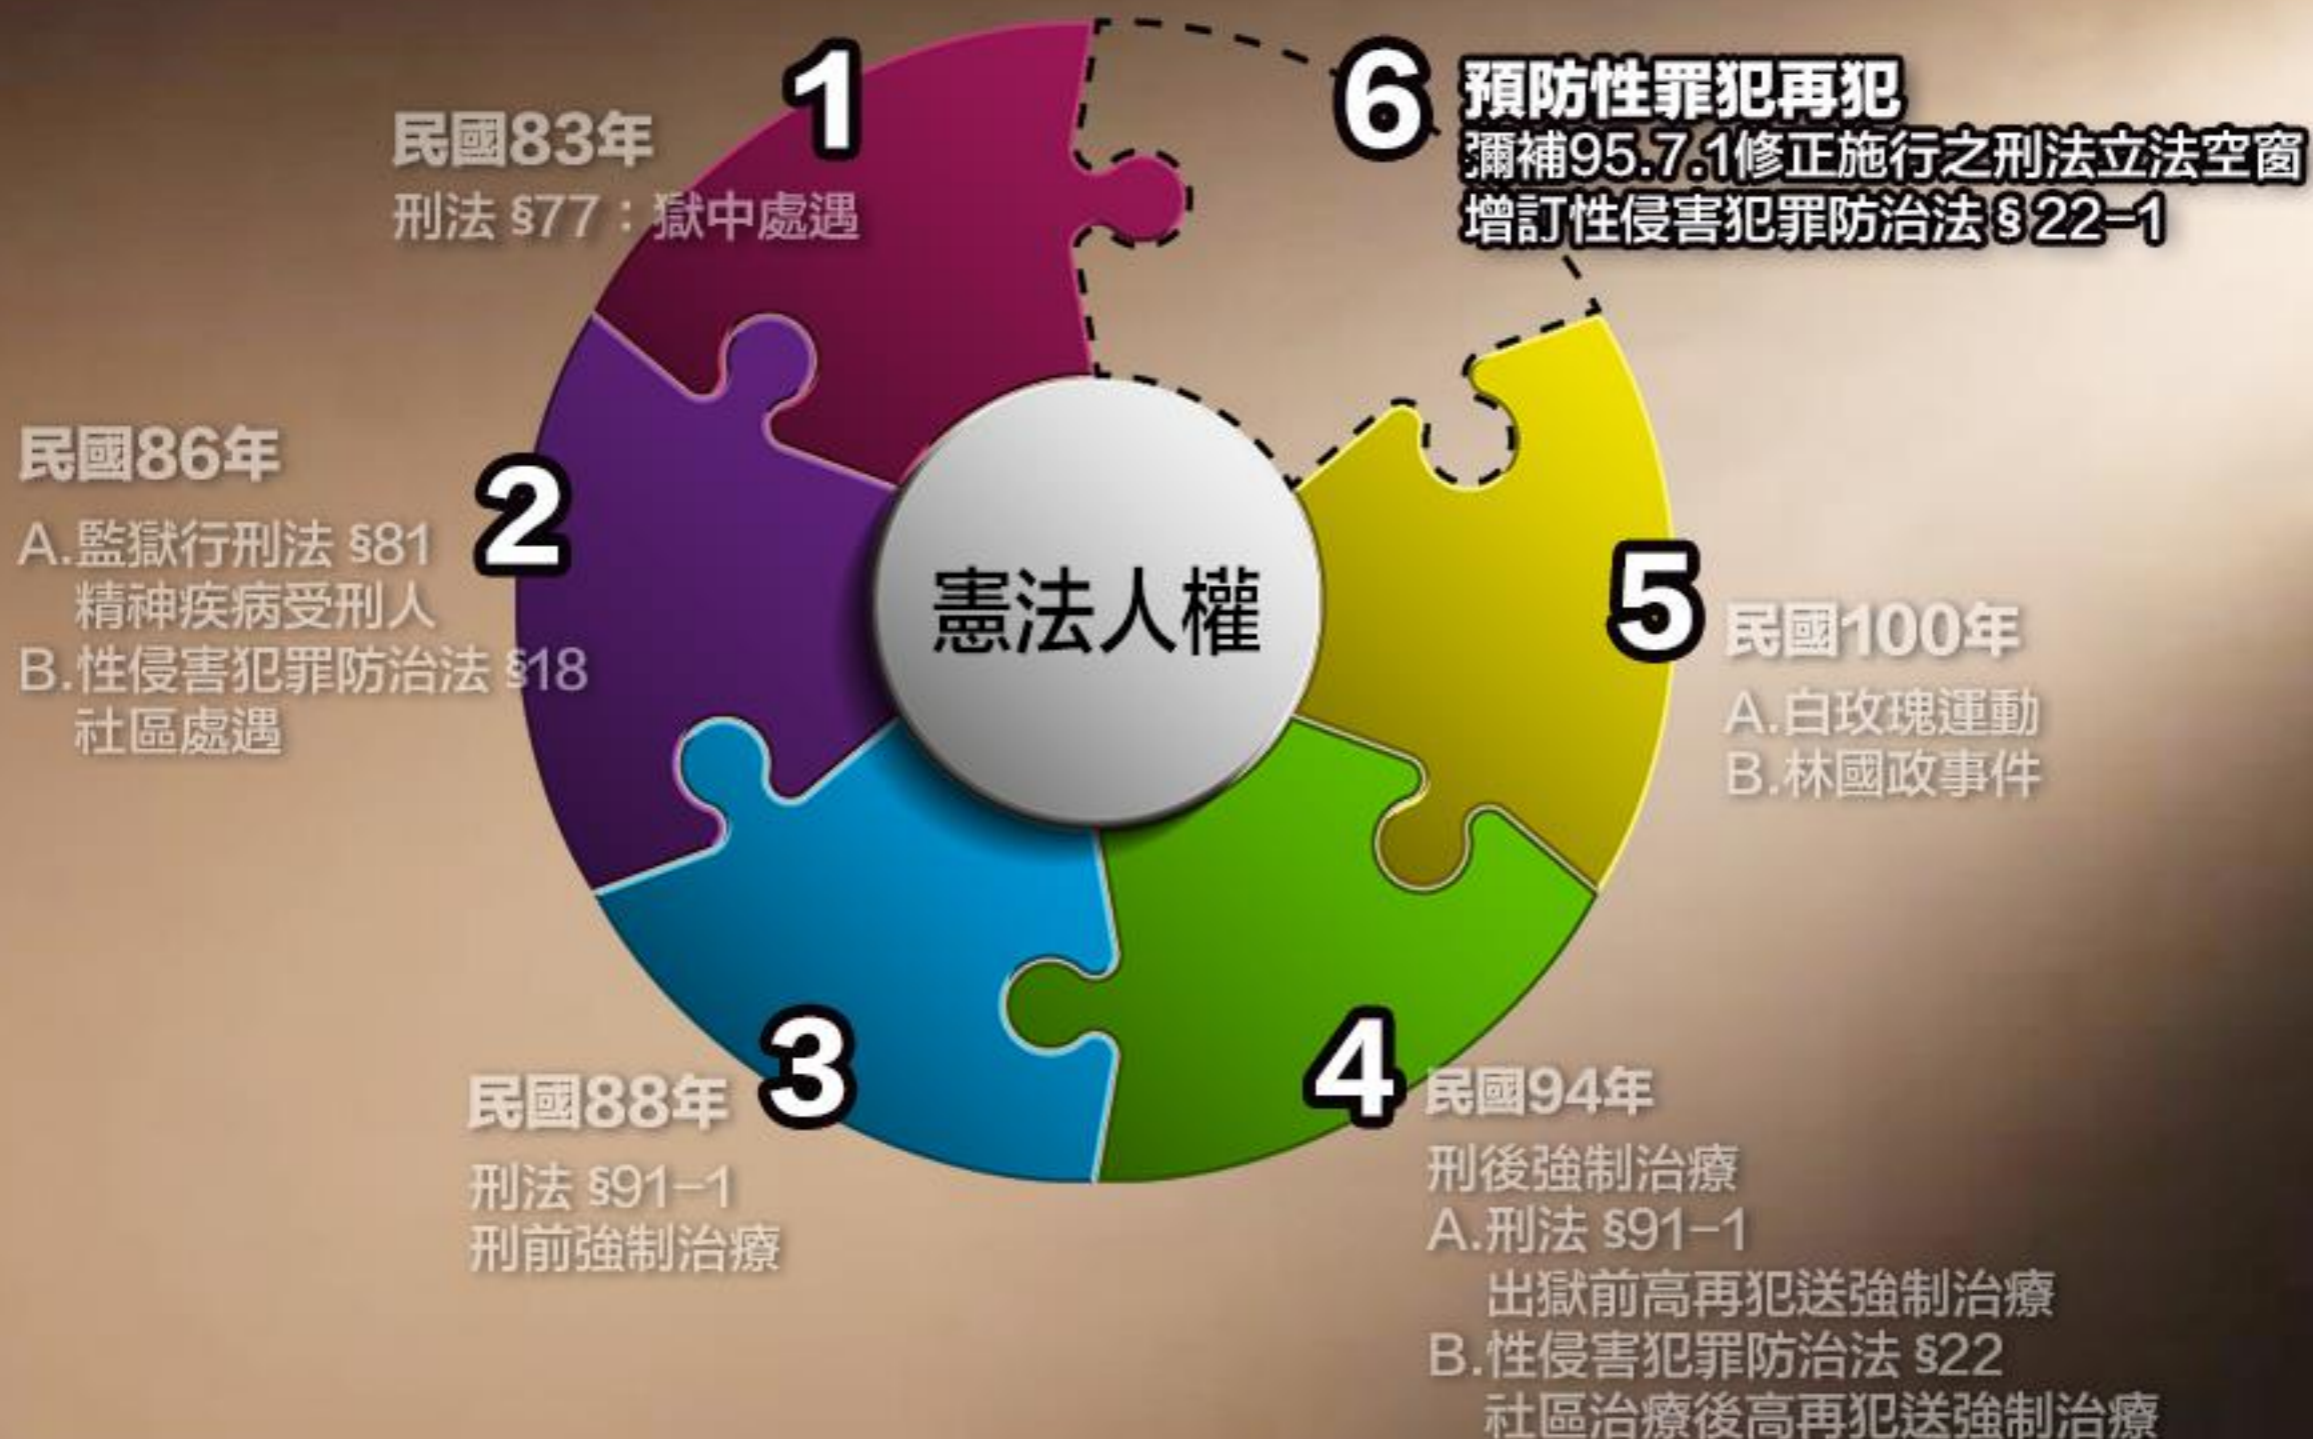 1
民國83年
刑法 §77：獄中處遇
2
民國86年
A.監獄行刑法 §81
精神疾病受刑人
B.性侵害犯罪防治法 §18
社區處遇
3
民國88年
刑法 §91-1
刑前強制治療
4
民國94年
刑後強制治療
A.刑法 §91-1
出獄前高再犯送強制治療
B.性侵害犯罪防治法 §22
社區治療後高再犯送強制治療
5
民國100年
A.白玫瑰運動
B.林國政事件
6
預防性罪犯再犯
彌補95.7.1修正施行之刑法立法空窗
增訂性侵害犯罪防治法 § 22-1
憲法人權